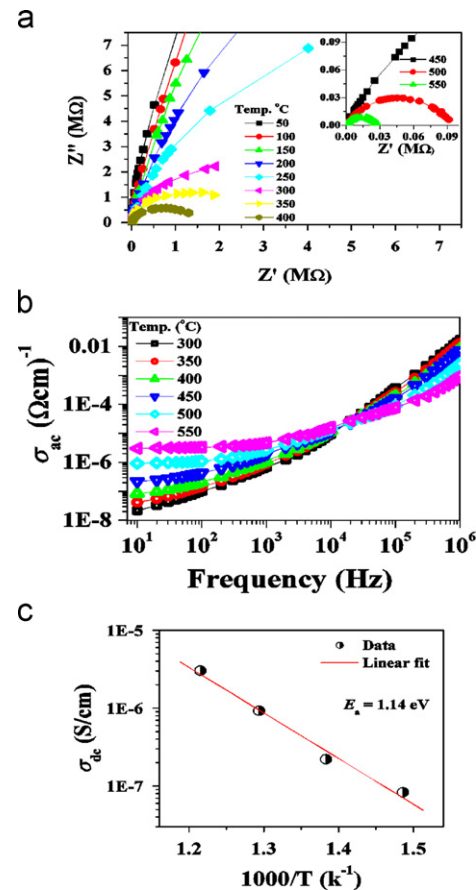 a
Z'' (MΩ)
7
6
5
4
3
2
1
0
Temp. °C
50
100
150
200
250
300
350
400
0.09
0.06
0.03
0.00
450
500
550
0.00 0.03 0.06 0.09
Z' (MΩ)
0 1 2 3 4 5 6 7
Z' (MΩ)
b
σac (Ωcm)-1
0.01
1E-4
1E-6
1E-8
Temp. (°C)
300
350
400
450
500
550
10¹ 10² 10³ 10⁴ 10⁵ 10⁶
Frequency (Hz)
c
σdc (S/cm)
1E-5
1E-6
1E-7
Data
Linear fit
Ea = 1.14 eV
1.2 1.3 1.4 1.5
1000/T (k-1)